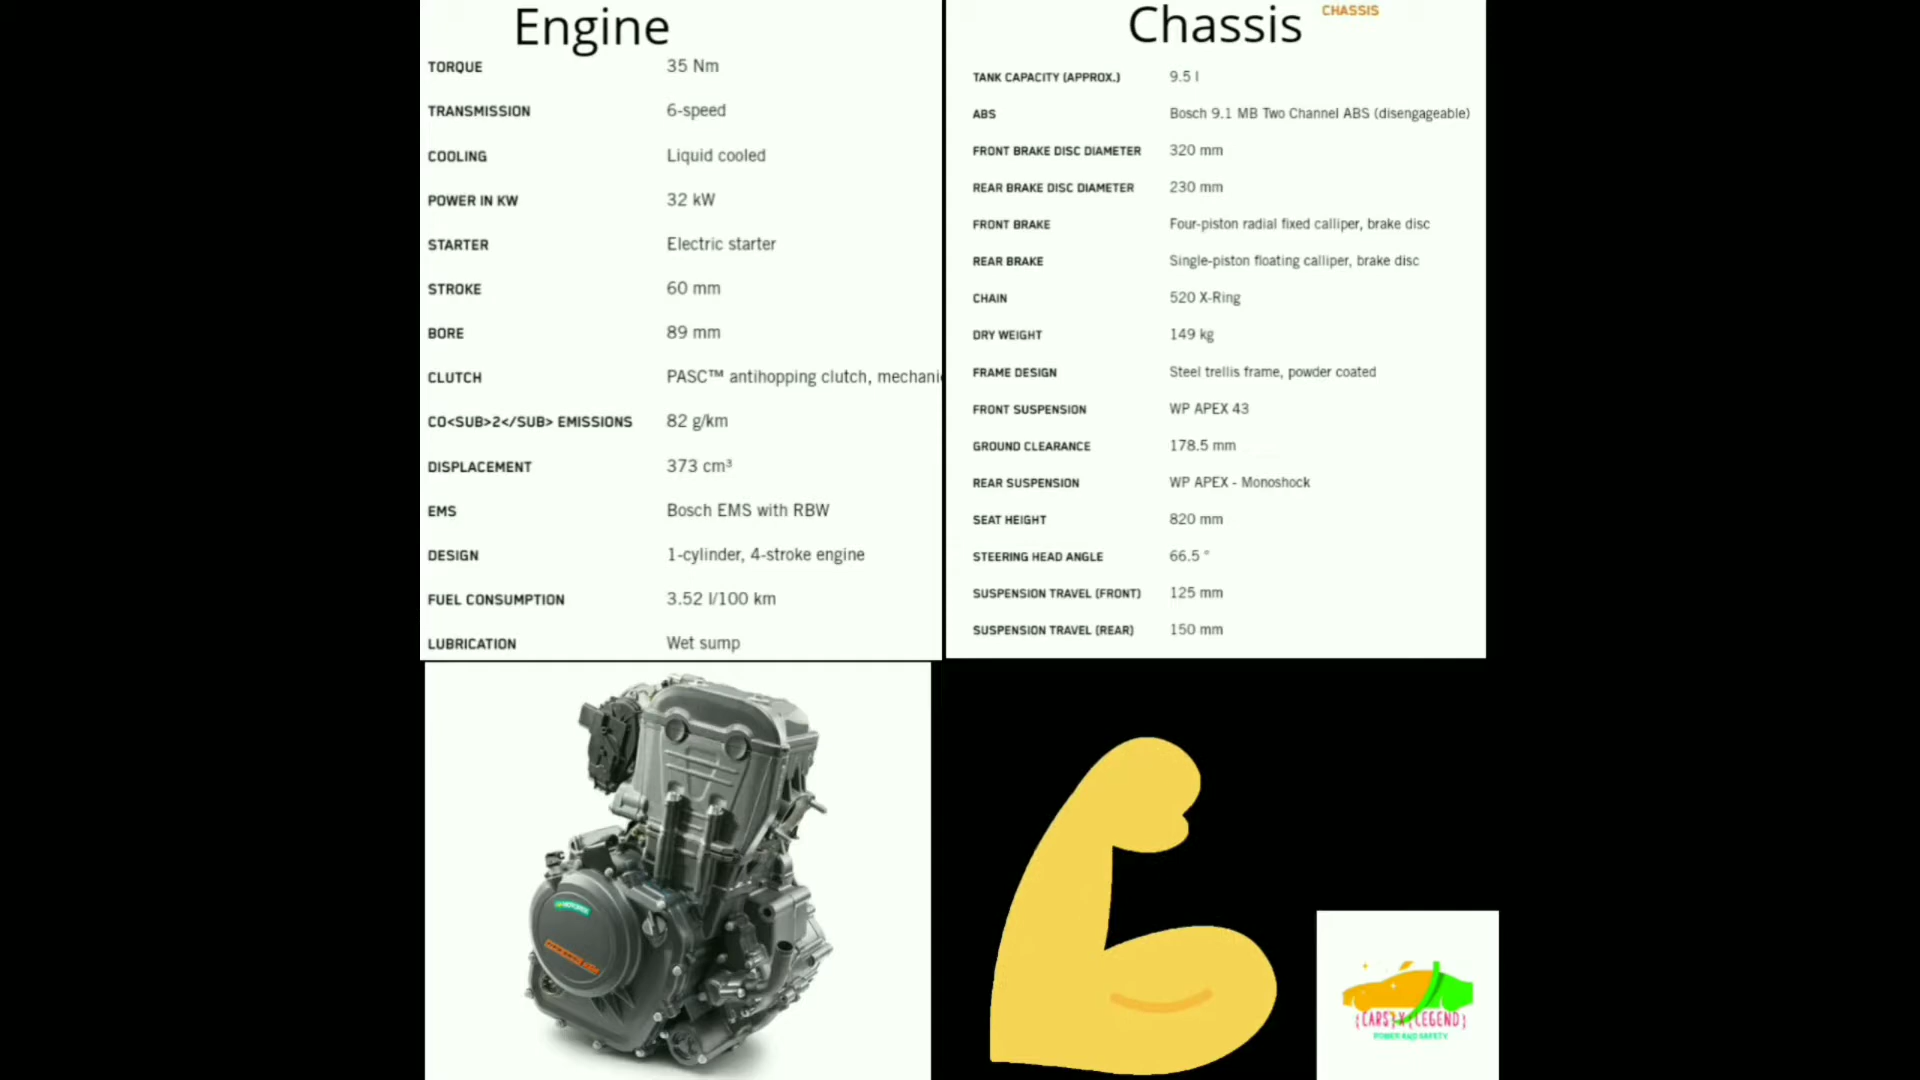 Engine
TORQUE 35 Nm
TRANSMISSION 6-speed
COOLING Liquid cooled
POWER IN KW 32 kW
STARTER Electric starter
STROKE 60 mm
BORE 89 mm
CLUTCH PASC™ antihopping clutch, mechani
CO<SUB>2</SUB> EMISSIONS 82 g/km
DISPLACEMENT 373 cm³
EMS Bosch EMS with RBW
DESIGN 1-cylinder, 4-stroke engine
FUEL CONSUMPTION 3.52 l/100 km
LUBRICATION Wet sump
Chassis CHASSIS
TANK CAPACITY (APPROX.) 9.5 l
ABS Bosch 9.1 MB Two Channel ABS (disengageable)
FRONT BRAKE DISC DIAMETER 320 mm
REAR BRAKE DISC DIAMETER 230 mm
FRONT BRAKE Four-piston radial fixed calliper, brake disc
REAR BRAKE Single-piston floating calliper, brake disc
CHAIN 520 X-Ring
DRY WEIGHT 149 kg
FRAME DESIGN Steel trellis frame, powder coated
FRONT SUSPENSION WP APEX 43
GROUND CLEARANCE 178.5 mm
REAR SUSPENSION WP APEX - Monoshock
SEAT HEIGHT 820 mm
STEERING HEAD ANGLE 66.5 °
SUSPENSION TRAVEL (FRONT) 125 mm
SUSPENSION TRAVEL (REAR) 150 mm
{CARS}X{LEGEND}
POWER AND SAFETY